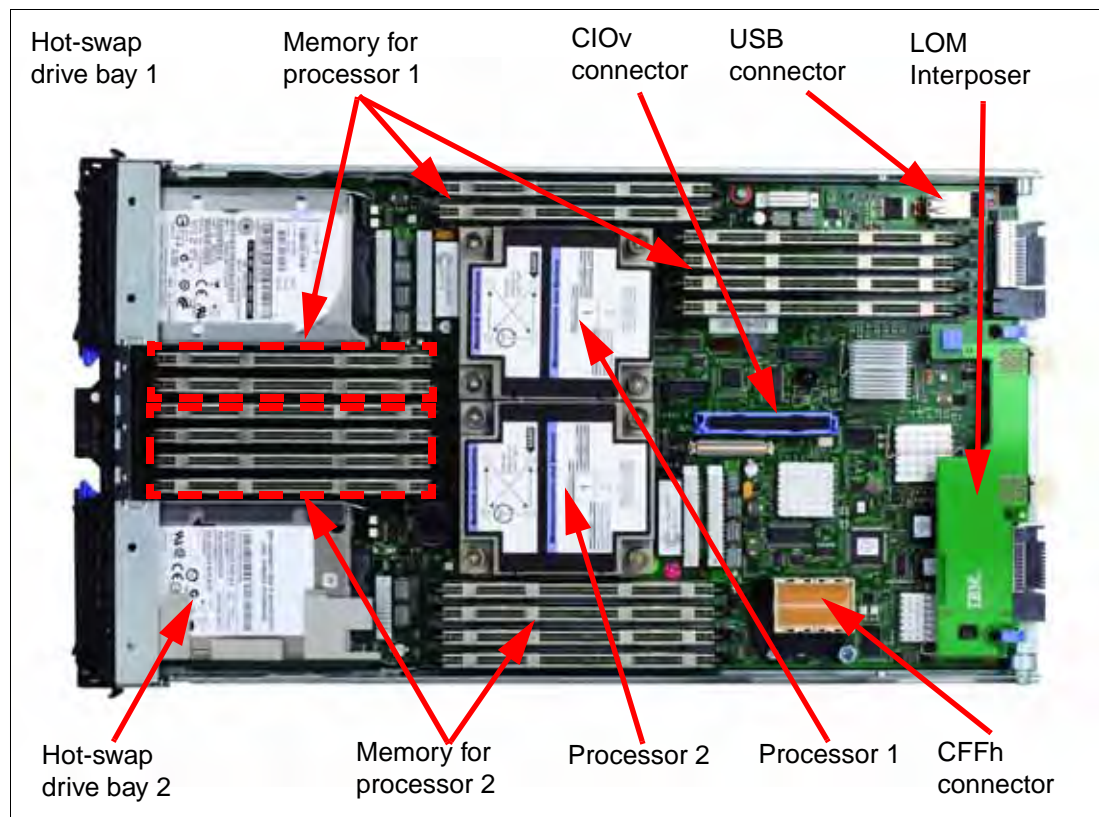 Hot-swap
drive bay 1
Memory for
processor 1
CIOv
connector
USB
connector
LOM
Interposer
Hot-swap
drive bay 2
Memory for
processor 2
Processor 2
Processor 1
CFFh
connector